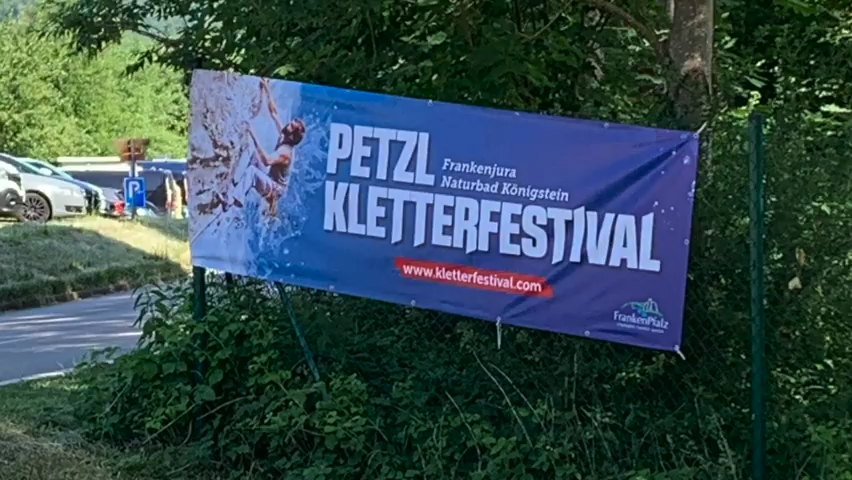 PETZL
Frankenjura
Naturbad Königstein
KLETTERFESTIVAL
www.kletterfestival.com
FrankenPfalz
P